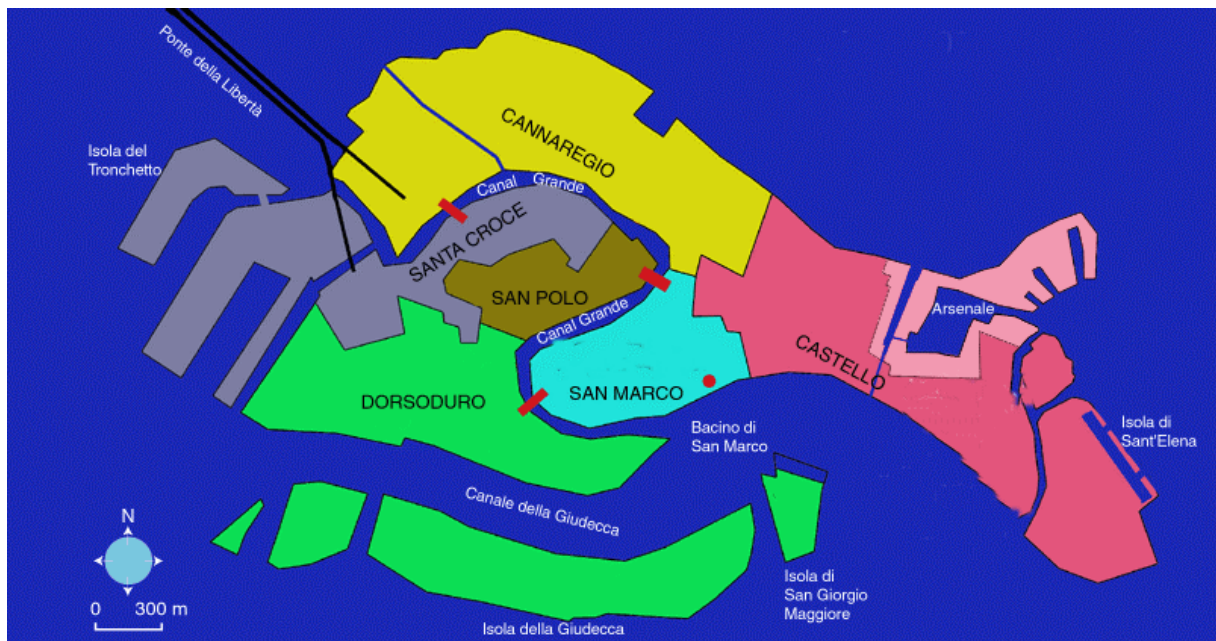 Ponte della Libertà
Isola del
Tronchetto
CANNAREGIO
Canal Grande
SANTA CROCE
SAN POLO
Canal Grande
Arsenale
CASTELLO
SAN MARCO
DORSODURO
Bacino di
San Marco
Isola di
Sant'Elena
Canale della Giudecca
N
0 300 m
Isola di
San Giorgio
Maggiore
Isola della Giudecca